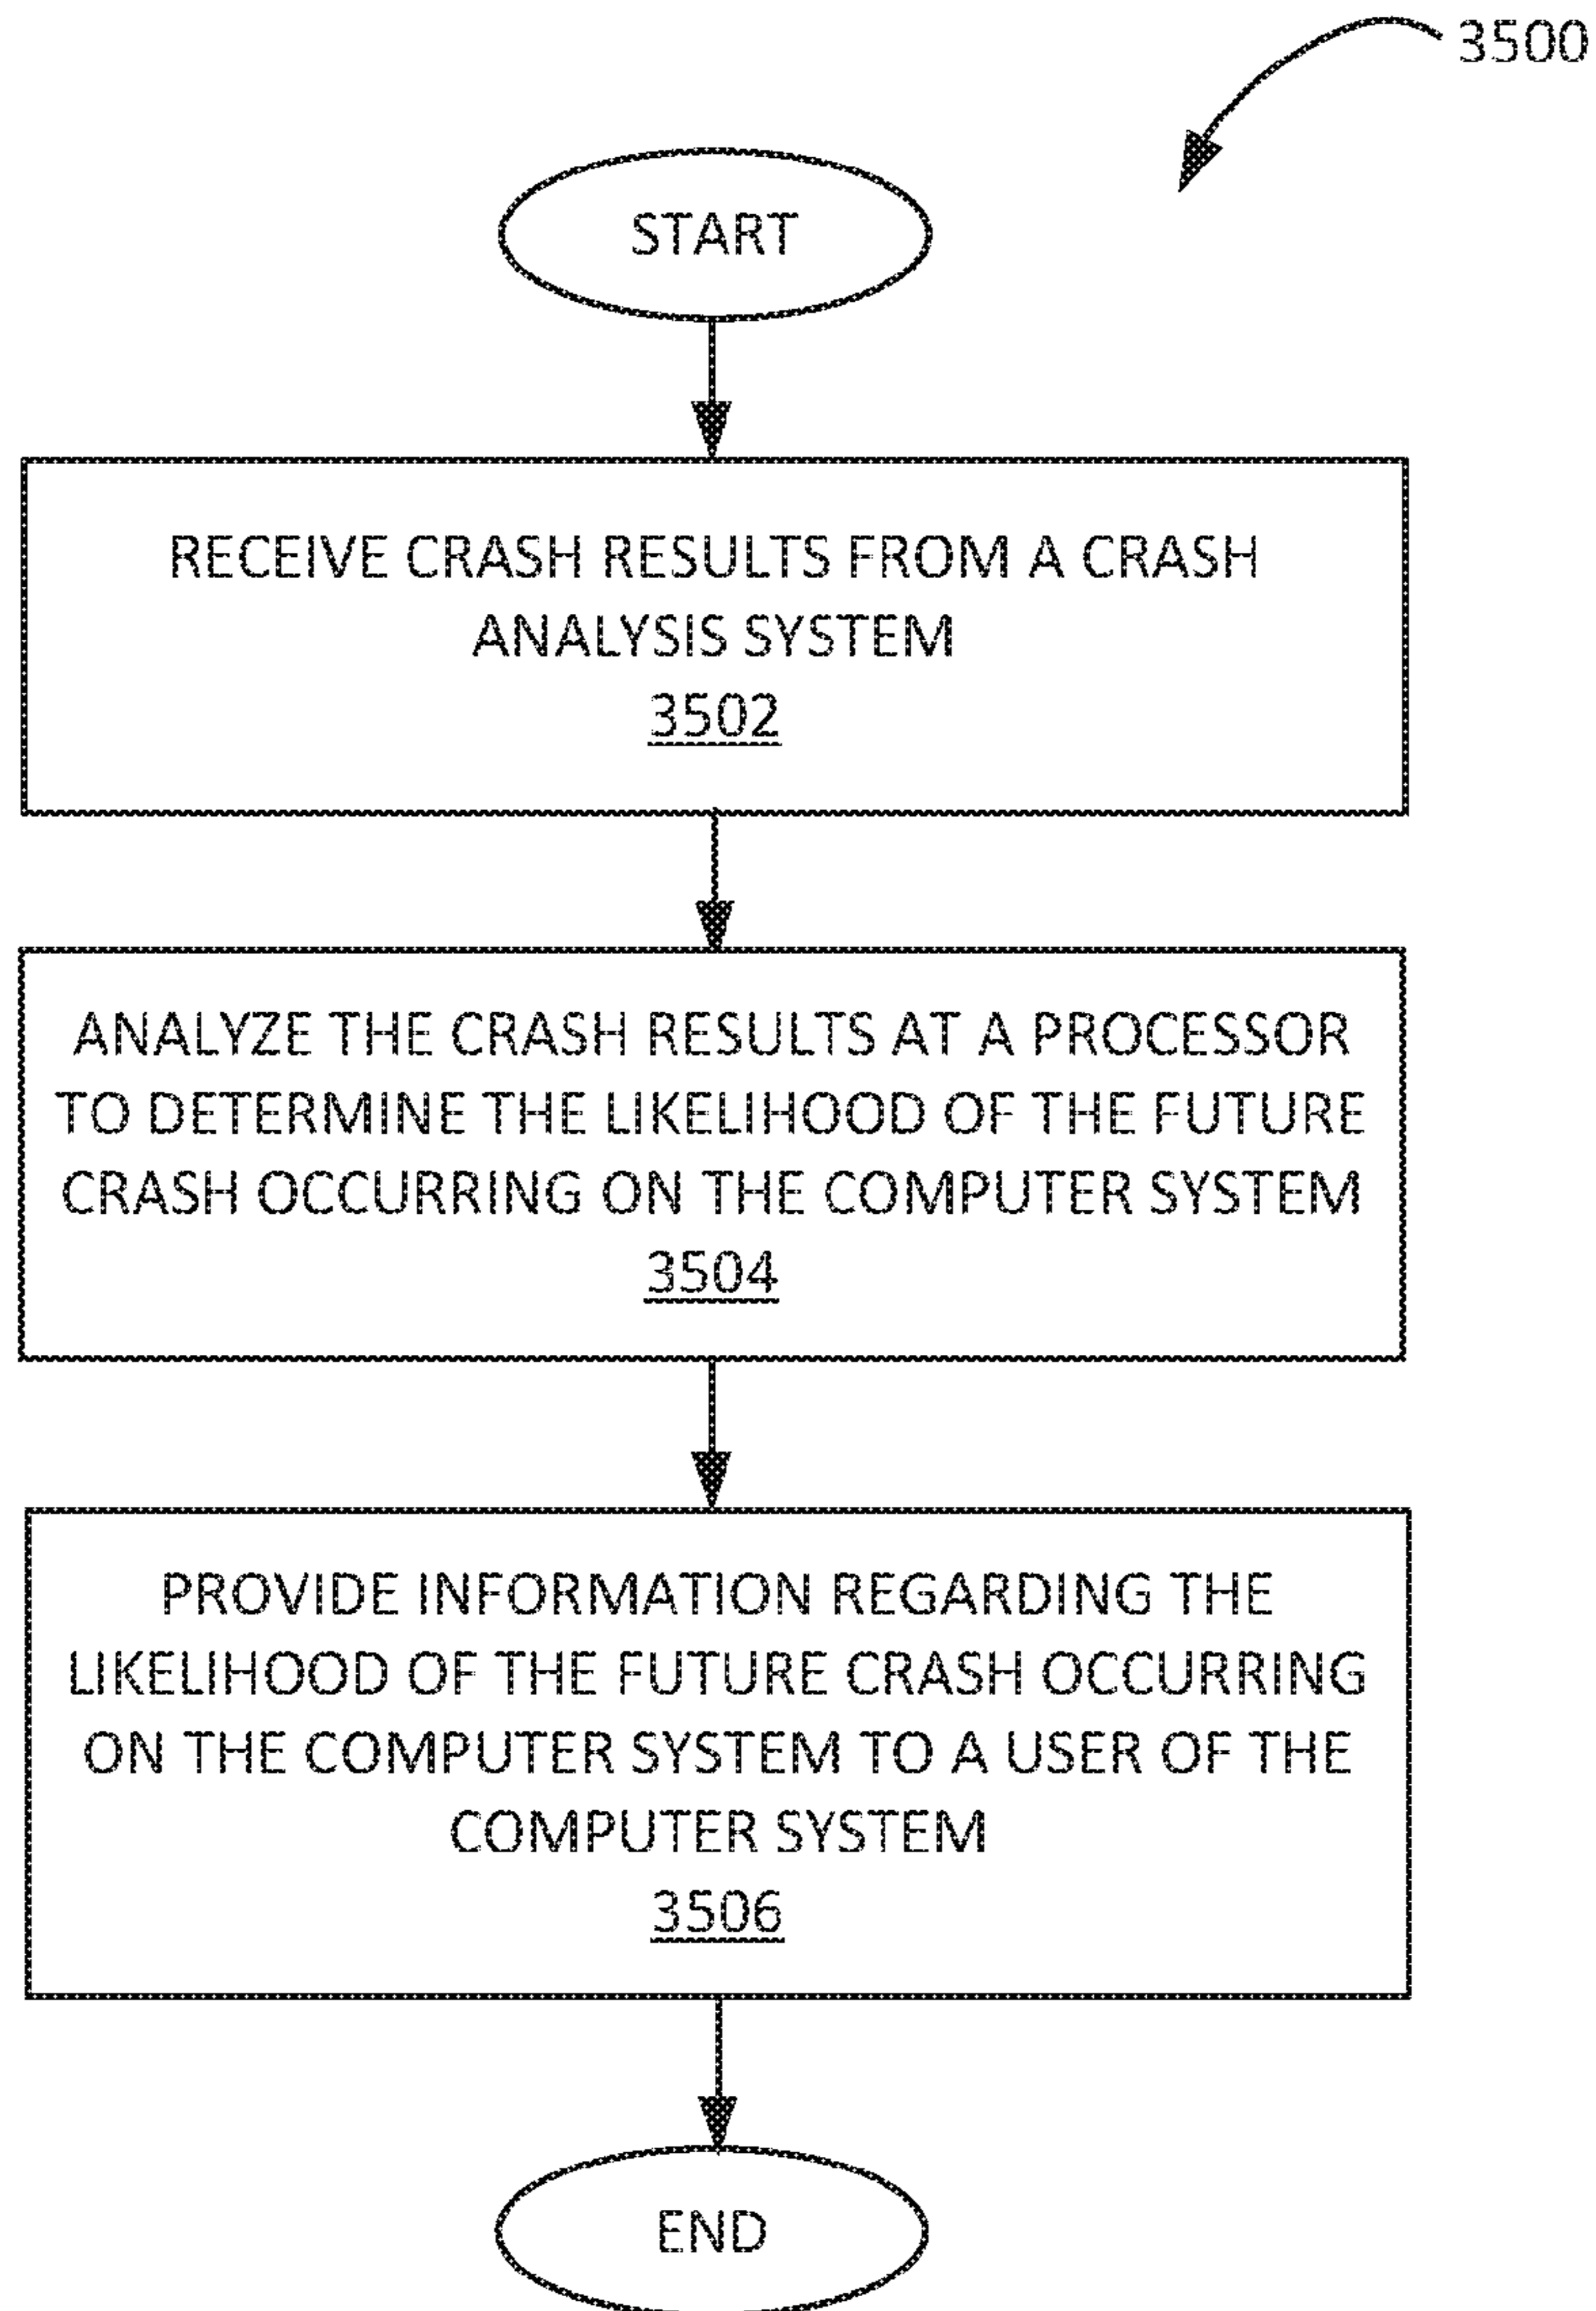 3500
START
RECEIVE CRASH RESULTS FROM A CRASH
ANALYSIS SYSTEM
3502
ANALYZE THE CRASH RESULTS AT A PROCESSOR
TO DETERMINE THE LIKELIHOOD OF THE FUTURE
CRASH OCCURRING ON THE COMPUTER SYSTEM
3504
PROVIDE INFORMATION REGARDING THE
LIKELIHOOD OF THE FUTURE CRASH OCCURRING
ON THE COMPUTER SYSTEM TO A USER OF THE
COMPUTER SYSTEM
3506
END